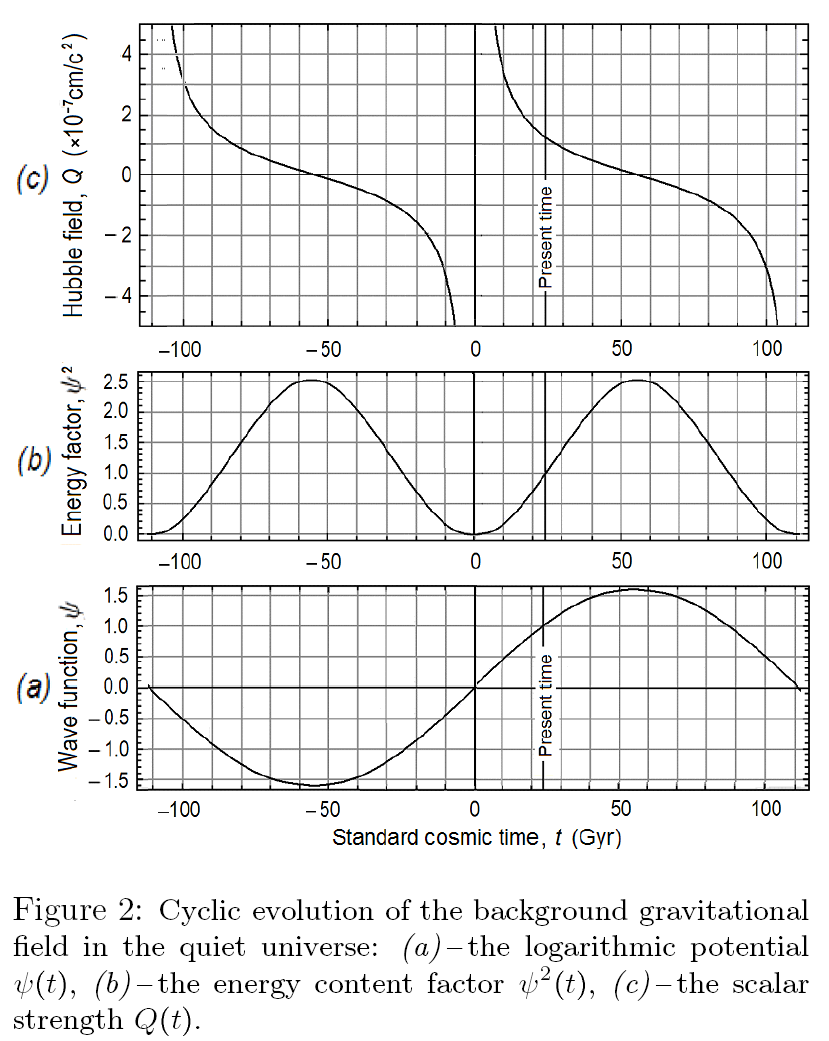 (c)
Hubble field, Q (×10⁻⁷cm/c²)
4
2
0
−2
−4
Present time
−100
−50
0
50
100
(b)
Energy factor, ψ²
2.5
2.0
1.5
1.0
0.5
0.0
−100
−50
0
50
100
(a)
Wave function, ψ
1.5
1.0
0.5
0.0
−0.5
−1.0
−1.5
Present time
−100
−50
0
50
100
Standard cosmic time, t (Gyr)
Figure 2: Cyclic evolution of the background gravitational
field in the quiet universe: (a)–the logarithmic potential
ψ(t), (b)–the energy content factor ψ²(t), (c)–the scalar
strength Q(t).